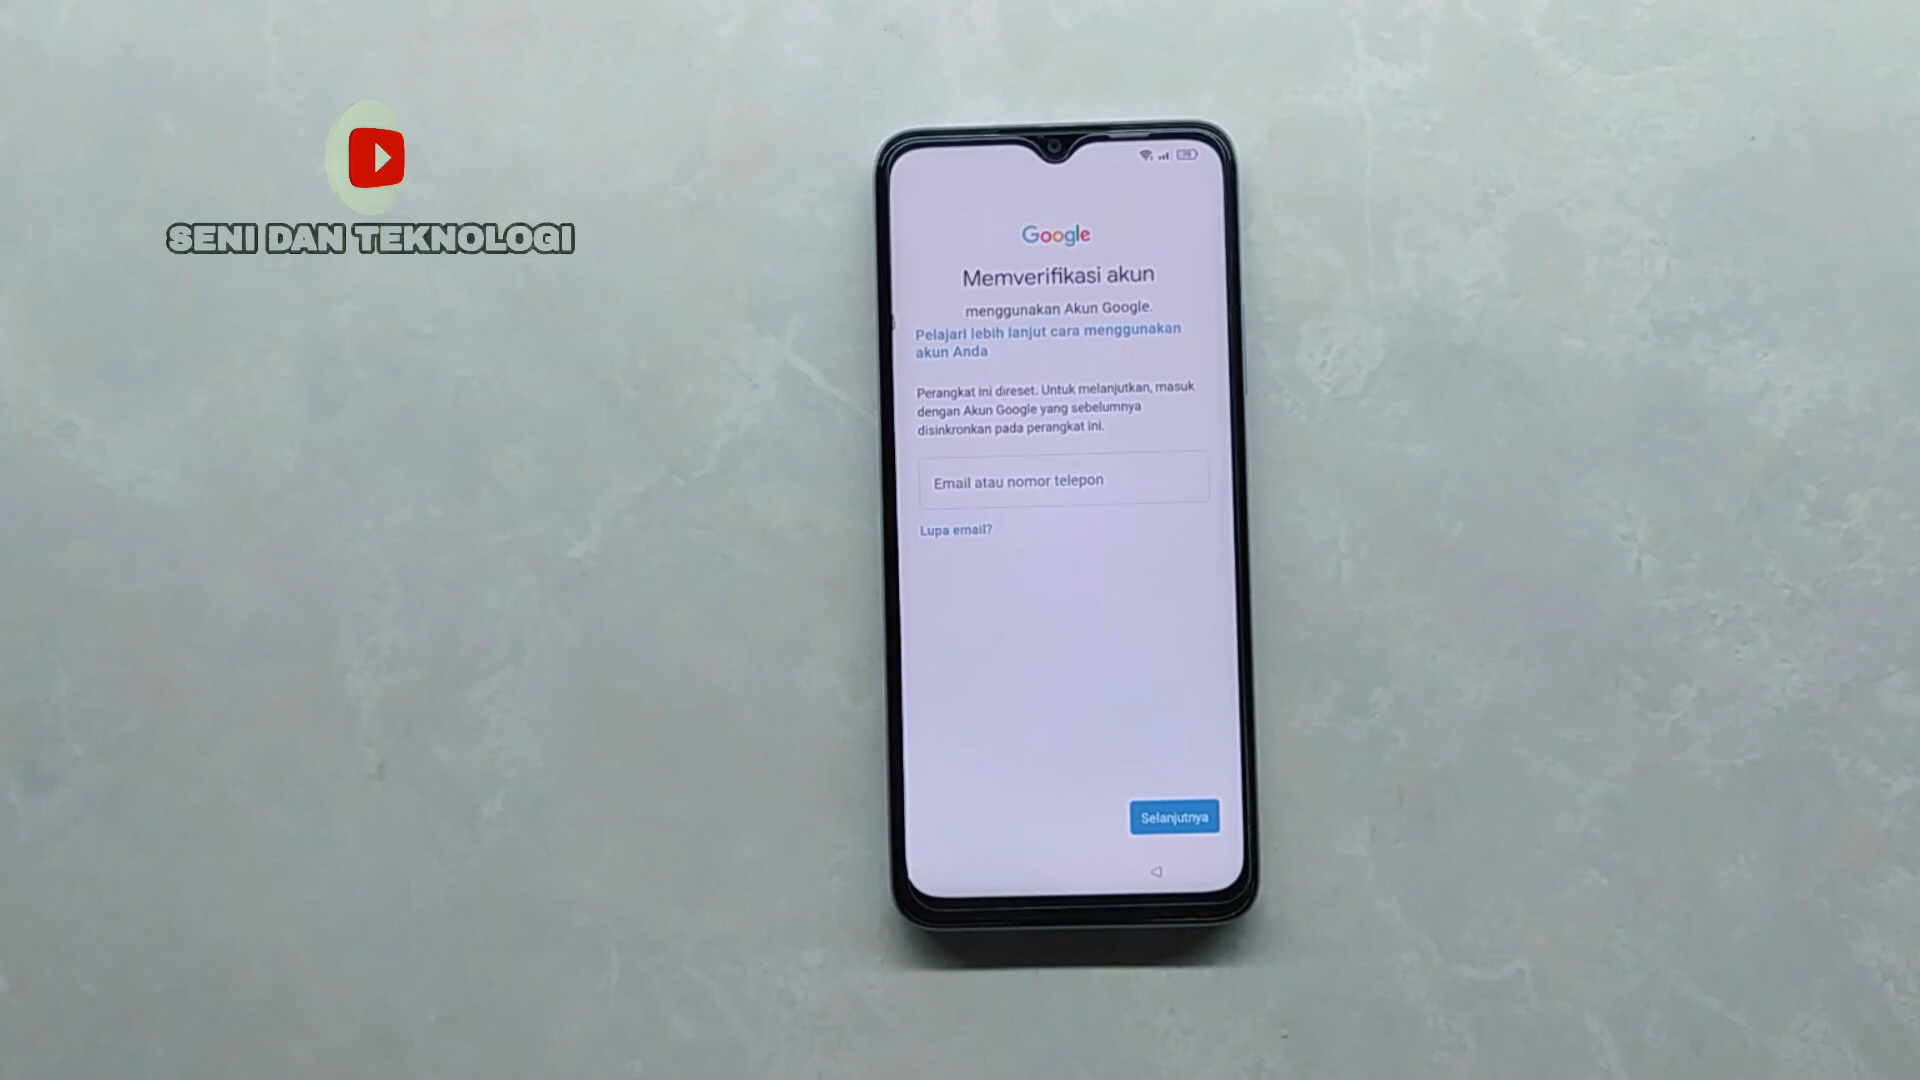 SENI DAN TEKNOLOGI
Google
Memverifikasi akun
menggunakan Akun Google.
Pelajari lebih lanjut cara menggunakan
akun Anda
Perangkat ini direset. Untuk melanjutkan, masuk
dengan Akun Google yang sebelumnya
disinkronkan pada perangkat ini.
Email atau nomor telepon
Lupa email?
Selanjutnya